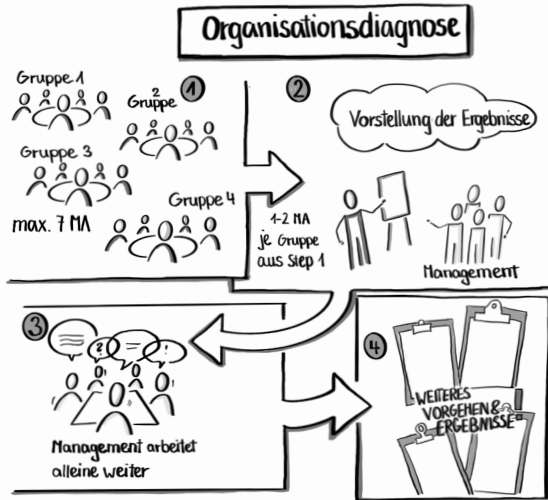 Organisationsdiagnose
1
Gruppe 1
Gruppe 2
Gruppe 3
max. 7 MA
Gruppe 4
2
Vorstellung der Ergebnisse
1-2 MA
je Gruppe
aus Step 1
Management
3
?
!
Management arbeitet
alleine weiter
4
WEITERES
VORGEHEN &
ERGEBNISSE